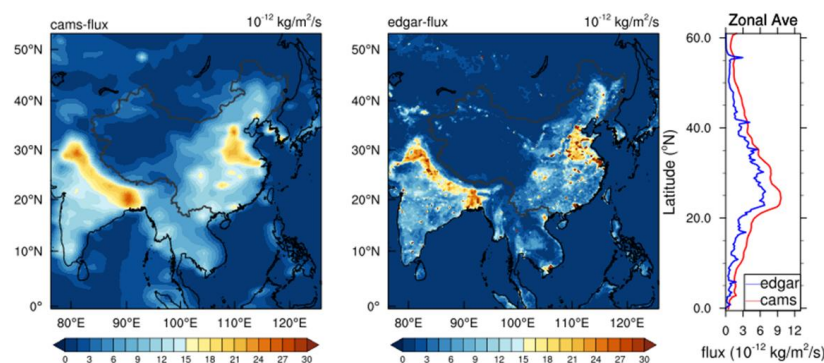 cams-flux 10⁻¹² kg/m²/s
50°N
40°N
30°N
20°N
10°N
0°
80°E 90°E 100°E 110°E 120°E
0 3 6 9 12 15 18 21 24 27 30
edgar-flux 10⁻¹² kg/m²/s
50°N
40°N
30°N
20°N
10°N
0°
80°E 90°E 100°E 110°E 120°E
0 3 6 9 12 15 18 21 24 27 30
Zonal Ave
Latitude (°N)
60.0
40.0
20.0
0.0
edgar
cams
0 3 6 9 12
flux (10⁻¹² kg/m²/s)